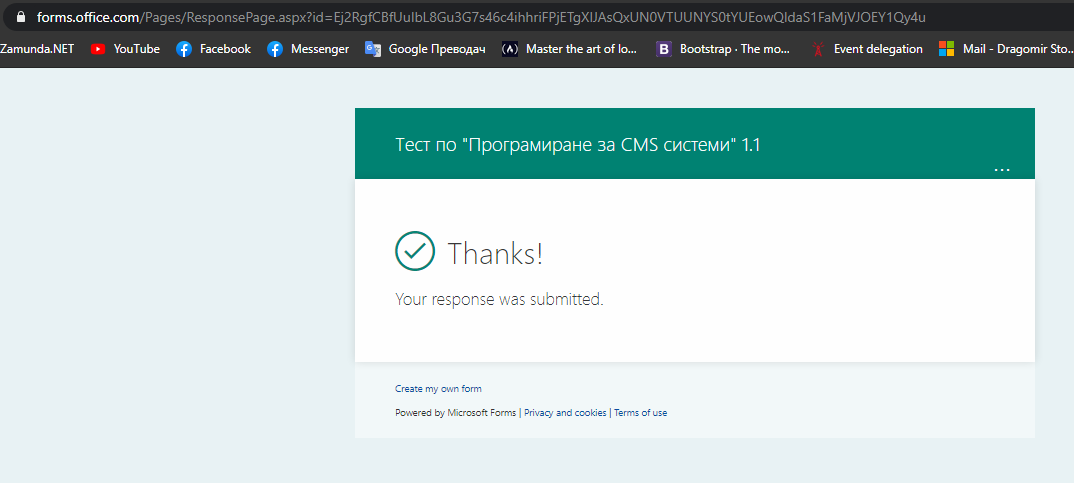 forms.office.com/Pages/ResponsePage.aspx?id=Ej2RgfCBfUuIbL8Gu3G7s46c4ihhriFPjETgXIJAsQxUN0VTUUNYS0tYUEowQIdaS1FaMjVJOEY1Qy4u
Zamunda.NET YouTube Facebook Messenger Google Преводач Master the art of lo... Bootstrap · The mo... Event delegation Mail - Dragomir Sto...
Тест по "Програмиране за CMS системи" 1.1
...
Thanks!
Your response was submitted.
Create my own form
Powered by Microsoft Forms | Privacy and cookies | Terms of use